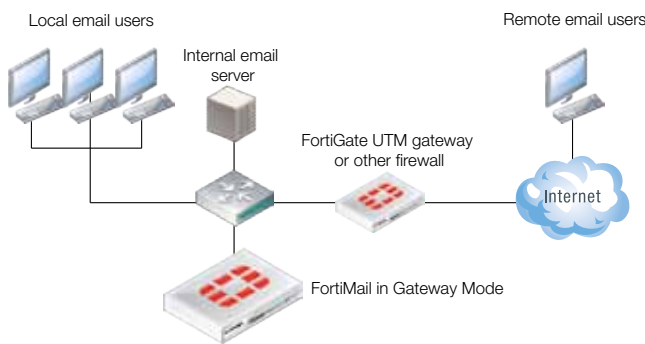 Local email users
Remote email users
Internal email
server
FortiGate UTM gateway
or other firewall
Internet
FortiMail in Gateway Mode